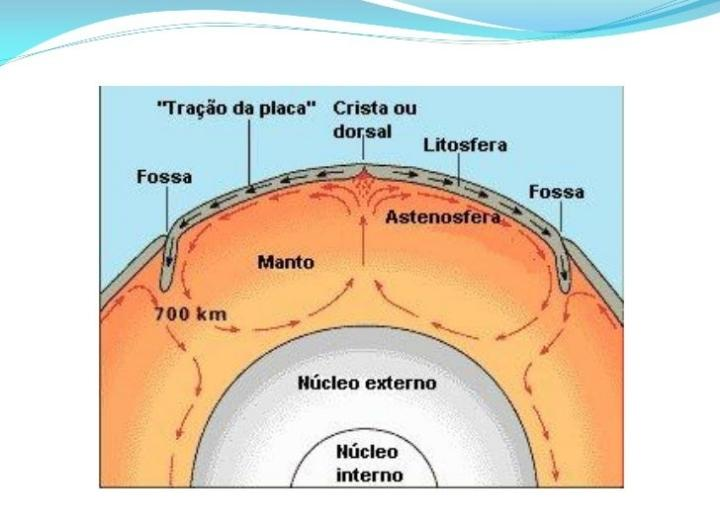 "Tração da placa"
Crista ou
dorsal
Litosfera
Fossa
Fossa
Astenosfera
Manto
700 km
Núcleo externo
Núcleo
interno